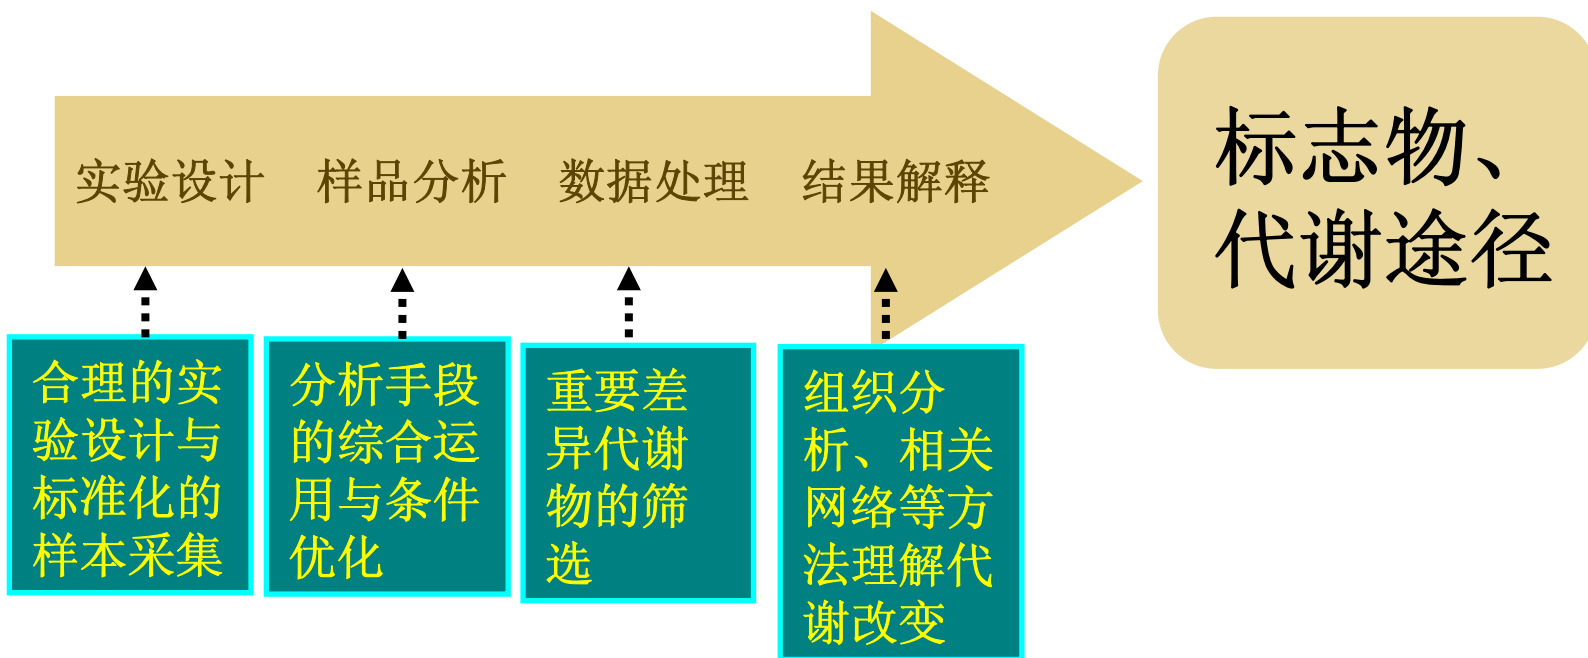 实验设计 样品分析 数据处理 结果解释
标志物、
代谢途径
合理的实
验设计与
标准化的
样本采集
分析手段
的综合运
用与条件
优化
重要差
异代谢
物的筛
选
组织分
析、相关
网络等方
法理解代
谢改变